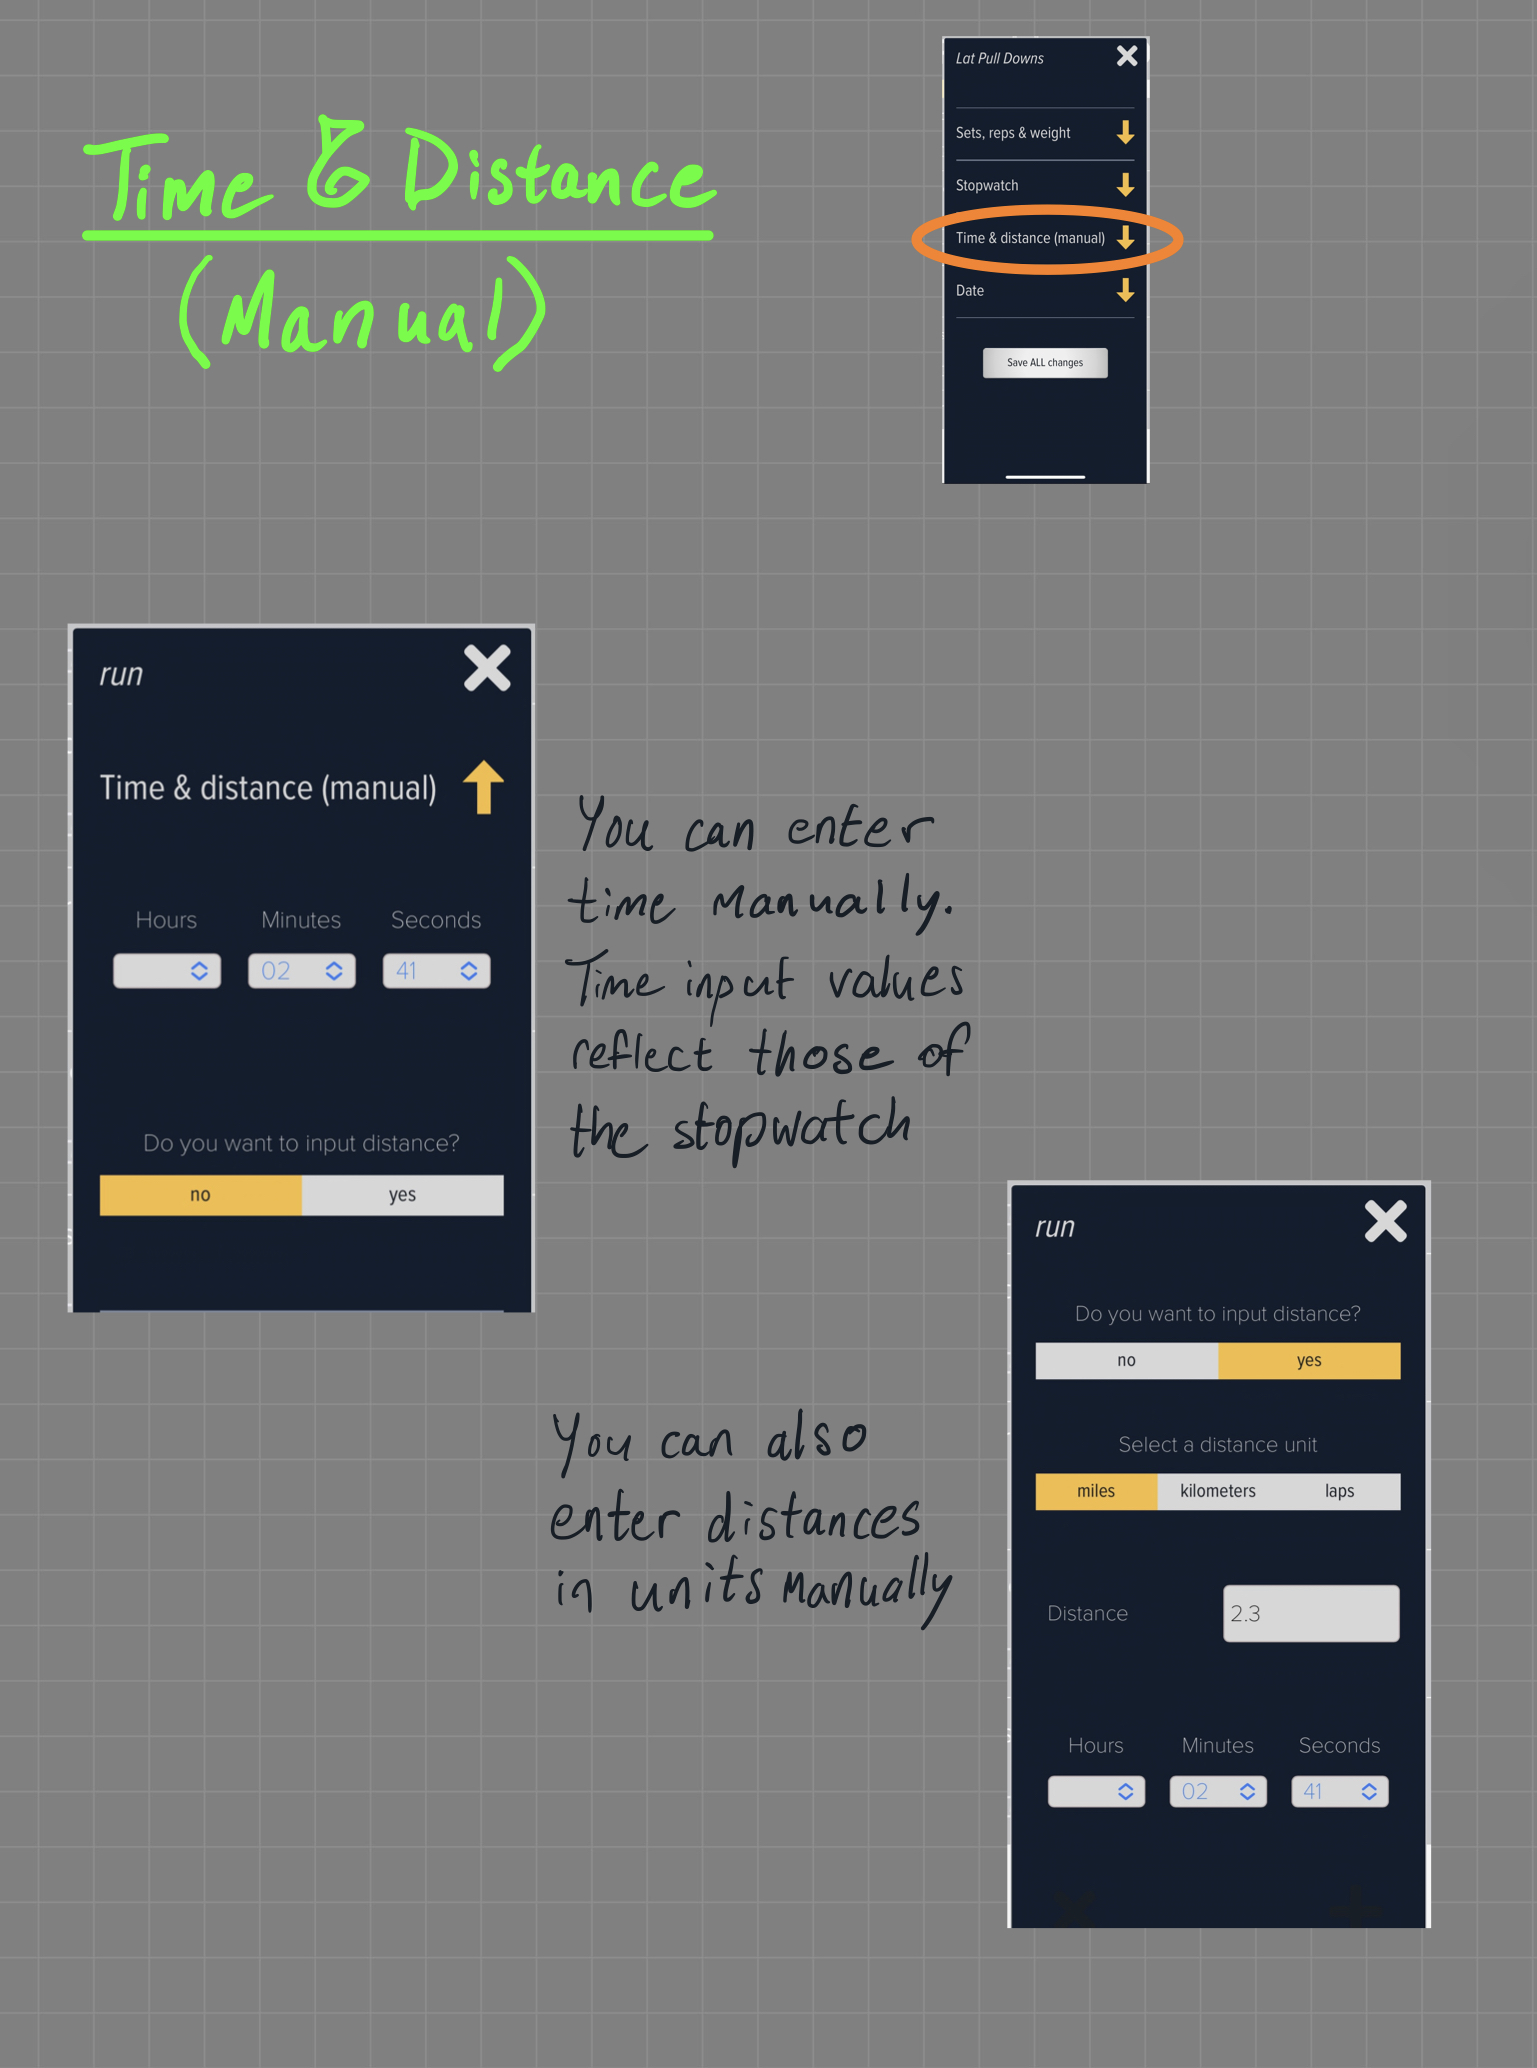 Time & Distance
(Manual)
Lat Pull Downs
Sets, reps & weight
Stopwatch
Time & distance (manual)
Date
Save ALL changes
run
Time & distance (manual)
Hours Minutes Seconds
02 41
Do you want to input distance?
no yes
You can enter
time manually.
Time input values
reflect those of
the stopwatch
run
Do you want to input distance?
no yes
Select a distance unit
miles kilometers laps
Distance 2.3
Hours Minutes Seconds
02 41
You can also
enter distances
in units manually